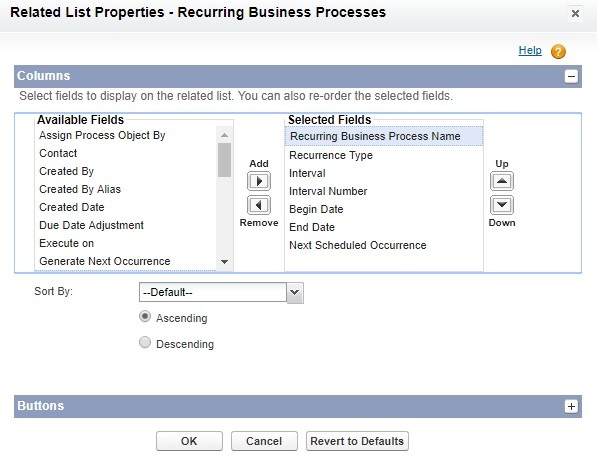 Related List Properties - Recurring Business Processes
Help
Columns
Select fields to display on the related list. You can also re-order the selected fields.
Available Fields
Assign Process Object By
Contact
Created By
Created By Alias
Created Date
Due Date Adjustment
Execute on
Generate Next Occurrence
Add
Remove
Selected Fields
Recurring Business Process Name
Recurrence Type
Interval
Interval Number
Begin Date
End Date
Next Scheduled Occurrence
Up
Down
Sort By:
--Default--
Ascending
Descending
Buttons
OK
Cancel
Revert to Defaults